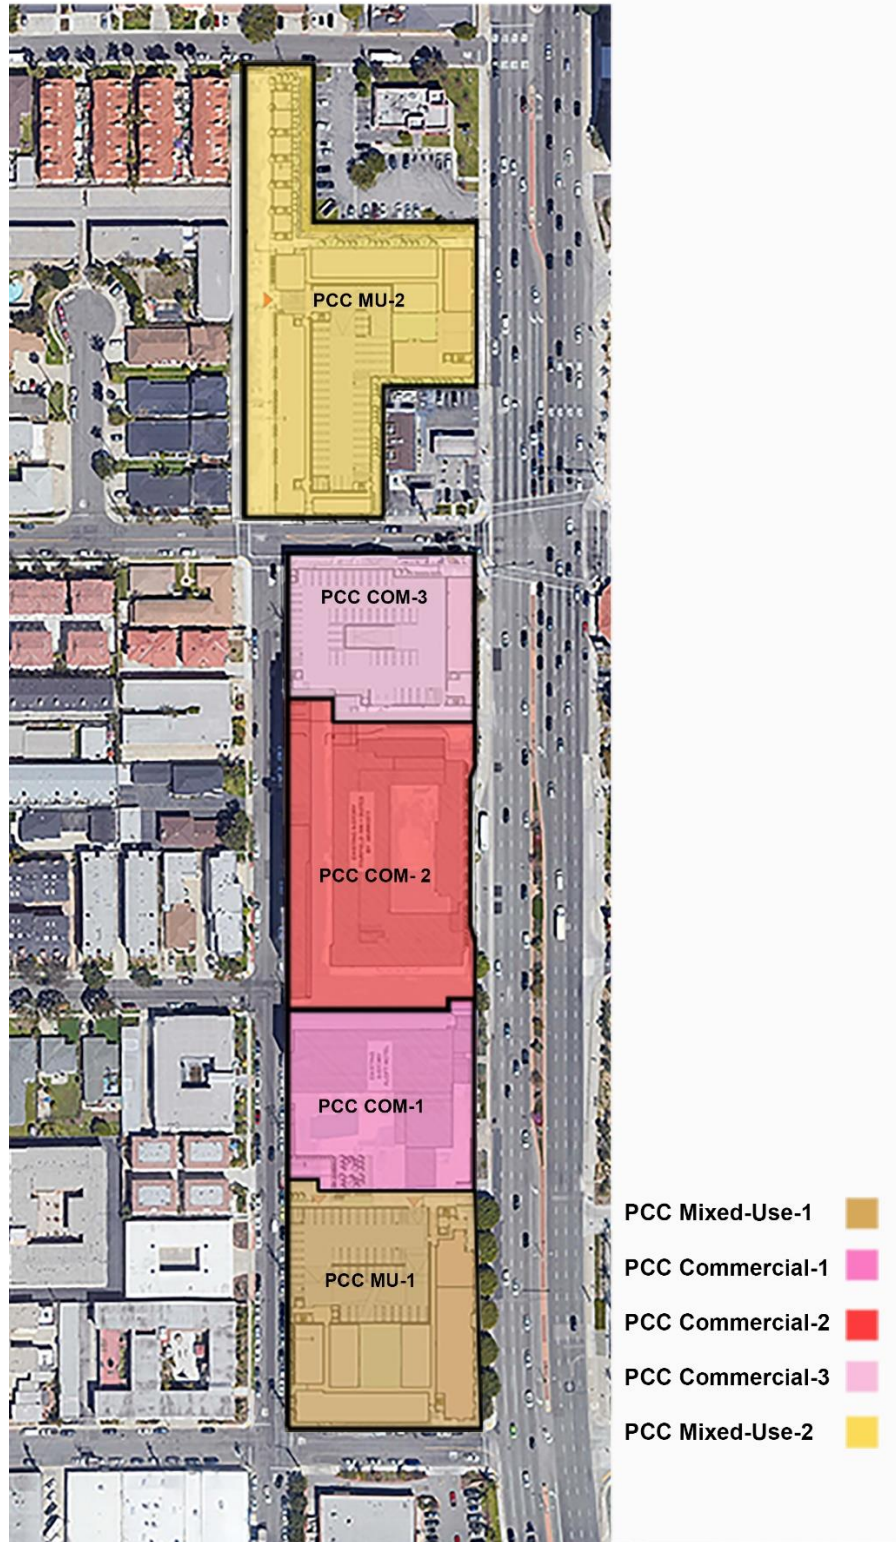 PCC MU-2
PCC COM-3
PCC COM- 2
PCC COM-1
PCC MU-1
PCC Mixed-Use-1
PCC Commercial-1
PCC Commercial-2
PCC Commercial-3
PCC Mixed-Use-2